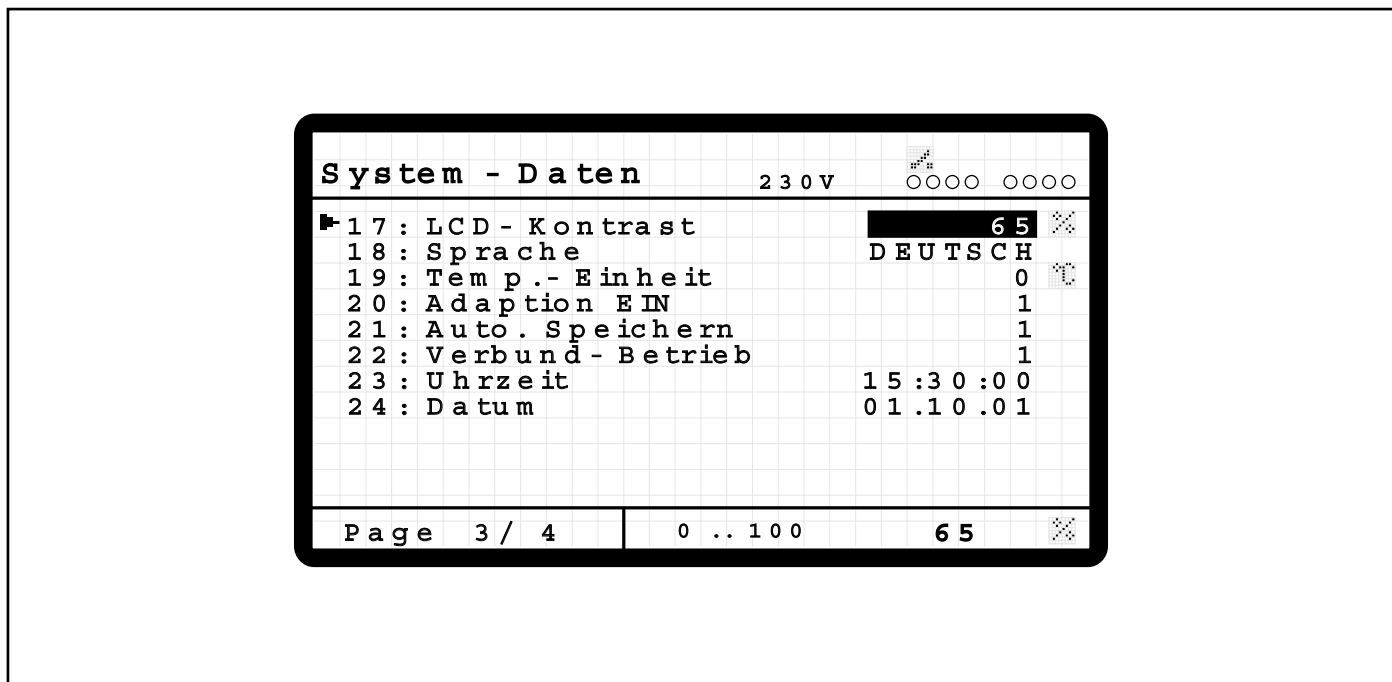 System - Daten 230V ○○○○ ○○○○
17: LCD-Kontrast 65 %
18: Sprache DEUTSCH
19: Temp.-Einheit 0 °C
20: Adaption EIN 1
21: Auto. Speichern 1
22: Verbund-Betrieb 1
23: Uhrzeit 15:30:00
24: Datum 01.10.01
Page 3/ 4 0 ..100 65 %